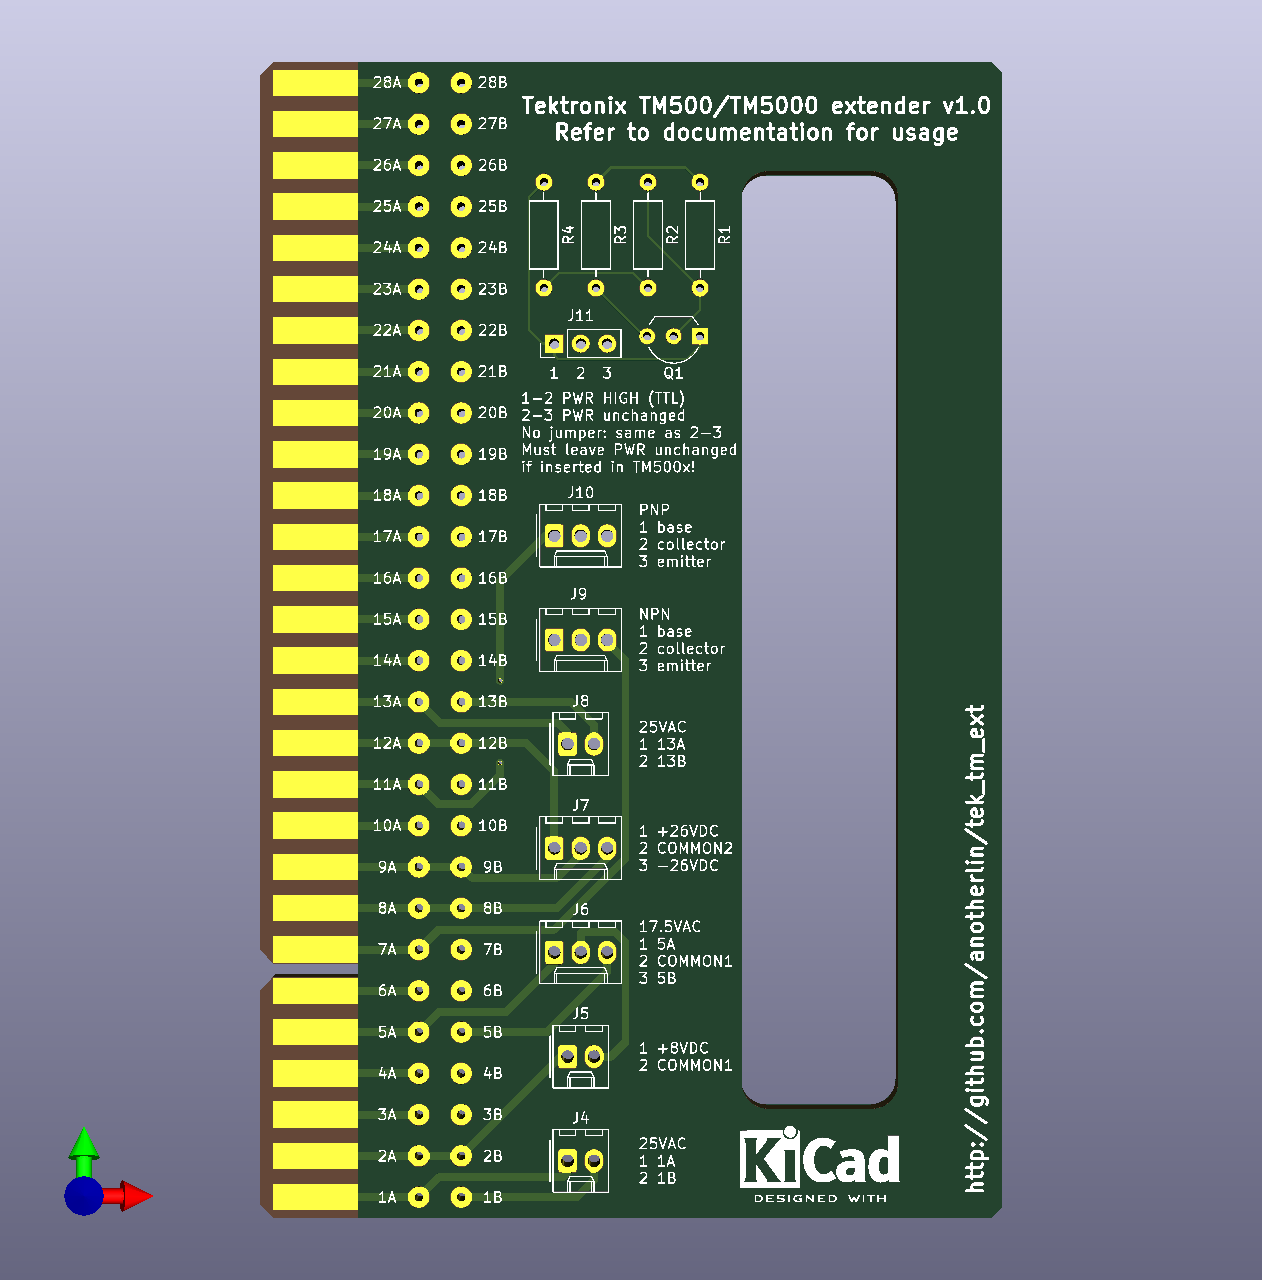 Tektronix TM500/TM5000 extender v1.0
Refer to documentation for usage
28A 28B
27A 27B
26A 26B
25A 25B
24A 24B
23A 23B
22A 22B
21A 21B
20A 20B
19A 19B
18A 18B
17A 17B
16A 16B
15A 15B
14A 14B
13A 13B
12A 12B
11A 11B
10A 10B
9A 9B
8A 8B
7A 7B
6A 6B
5A 5B
4A 4B
3A 3B
2A 2B
1A 1B
R4 R3 R2 R1
J11
1 2 3 Q1
1-2 PWR HIGH (TTL)
2-3 PWR unchanged
No jumper: same as 2-3
Must leave PWR unchanged
if inserted in TM500x!
J10
PNP
1 base
2 collector
3 emitter
J9
NPN
1 base
2 collector
3 emitter
J8
25VAC
1 13A
2 13B
J7
1 +26VDC
2 COMMON2
3 -26VDC
J6
17.5VAC
1 5A
2 COMMON1
3 5B
J5
1 +8VDC
2 COMMON1
J4
25VAC
1 1A
2 1B
KiCad
DESIGNED WITH
http://github.com/anotherlin/tek_tm_ext